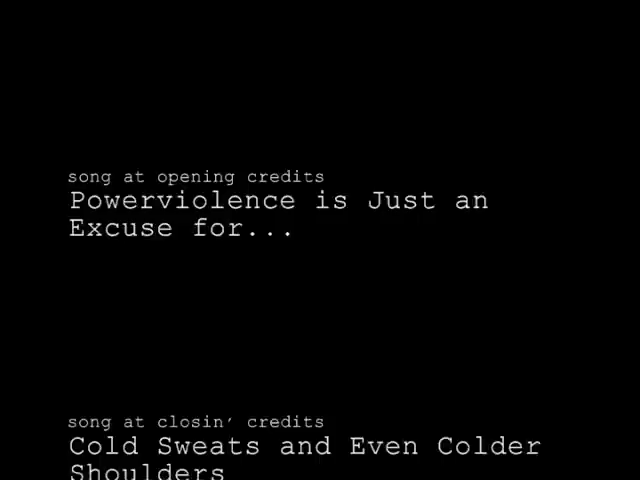 song at opening credits
Powerviolence is Just an
Excuse for...
song at closin’ credits
Cold Sweats and Even Colder
Shoulders